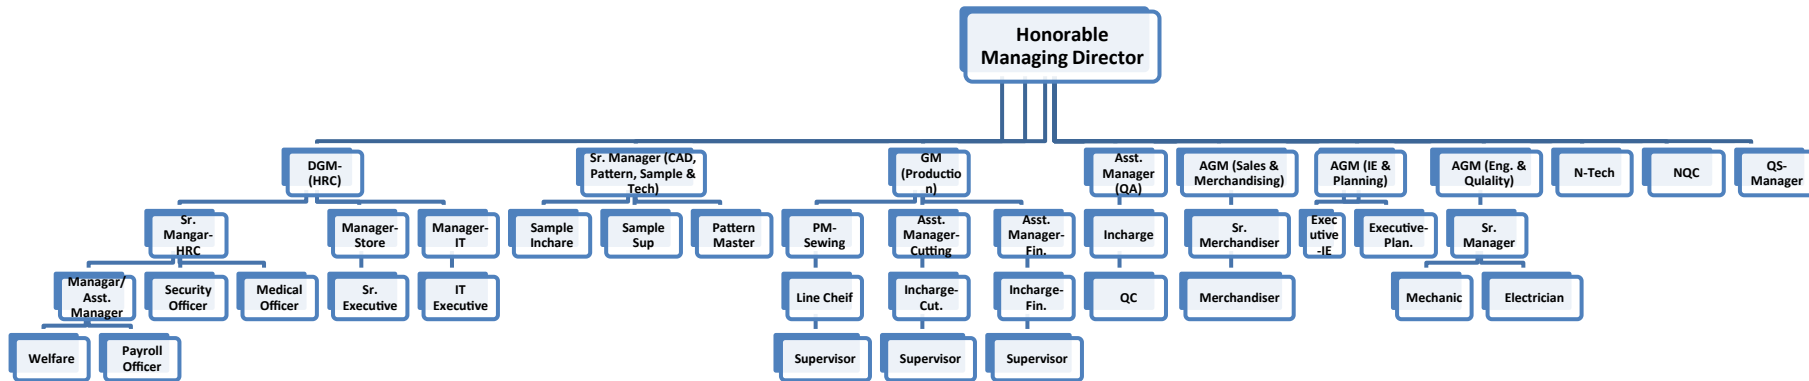 Honorable
Managing Director
DGM-
(HRC)
Sr. Manager (CAD,
Pattern, Sample &
Tech)
GM
(Productio
n)
Asst.
Manager
(QA)
AGM (Sales &
Merchandising)
AGM (IE &
Planning)
AGM (Eng. &
Qulality)
N-Tech
NQC
QS-
Manager
Sr.
Mangar-
HRC
Manager-
Store
Manager-
IT
Sample
Inchare
Sample
Sup
Pattern
Master
PM-
Sewing
Asst.
Manager-
Cutting
Asst.
Manager-
Fin.
Incharge
Sr.
Merchandiser
Exec
utive
-IE
Executive-
Plan.
Sr.
Manager
Managar/
Asst.
Manager
Security
Officer
Medical
Officer
Sr.
Executive
IT
Executive
Line Cheif
Incharge-
Cut.
Incharge-
Fin.
QC
Merchandiser
Mechanic
Electrician
Welfare
Payroll
Officer
Supervisor
Supervisor
Supervisor